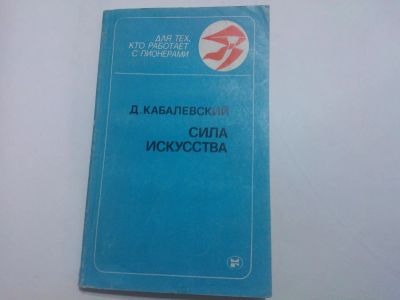 ДЛЯ ТЕХ,
КТО РАБОТАЕТ
С ПИОНЕРАМИ
Д. КАБАЛЕВСКИЙ
СИЛА
ИСКУССТВА